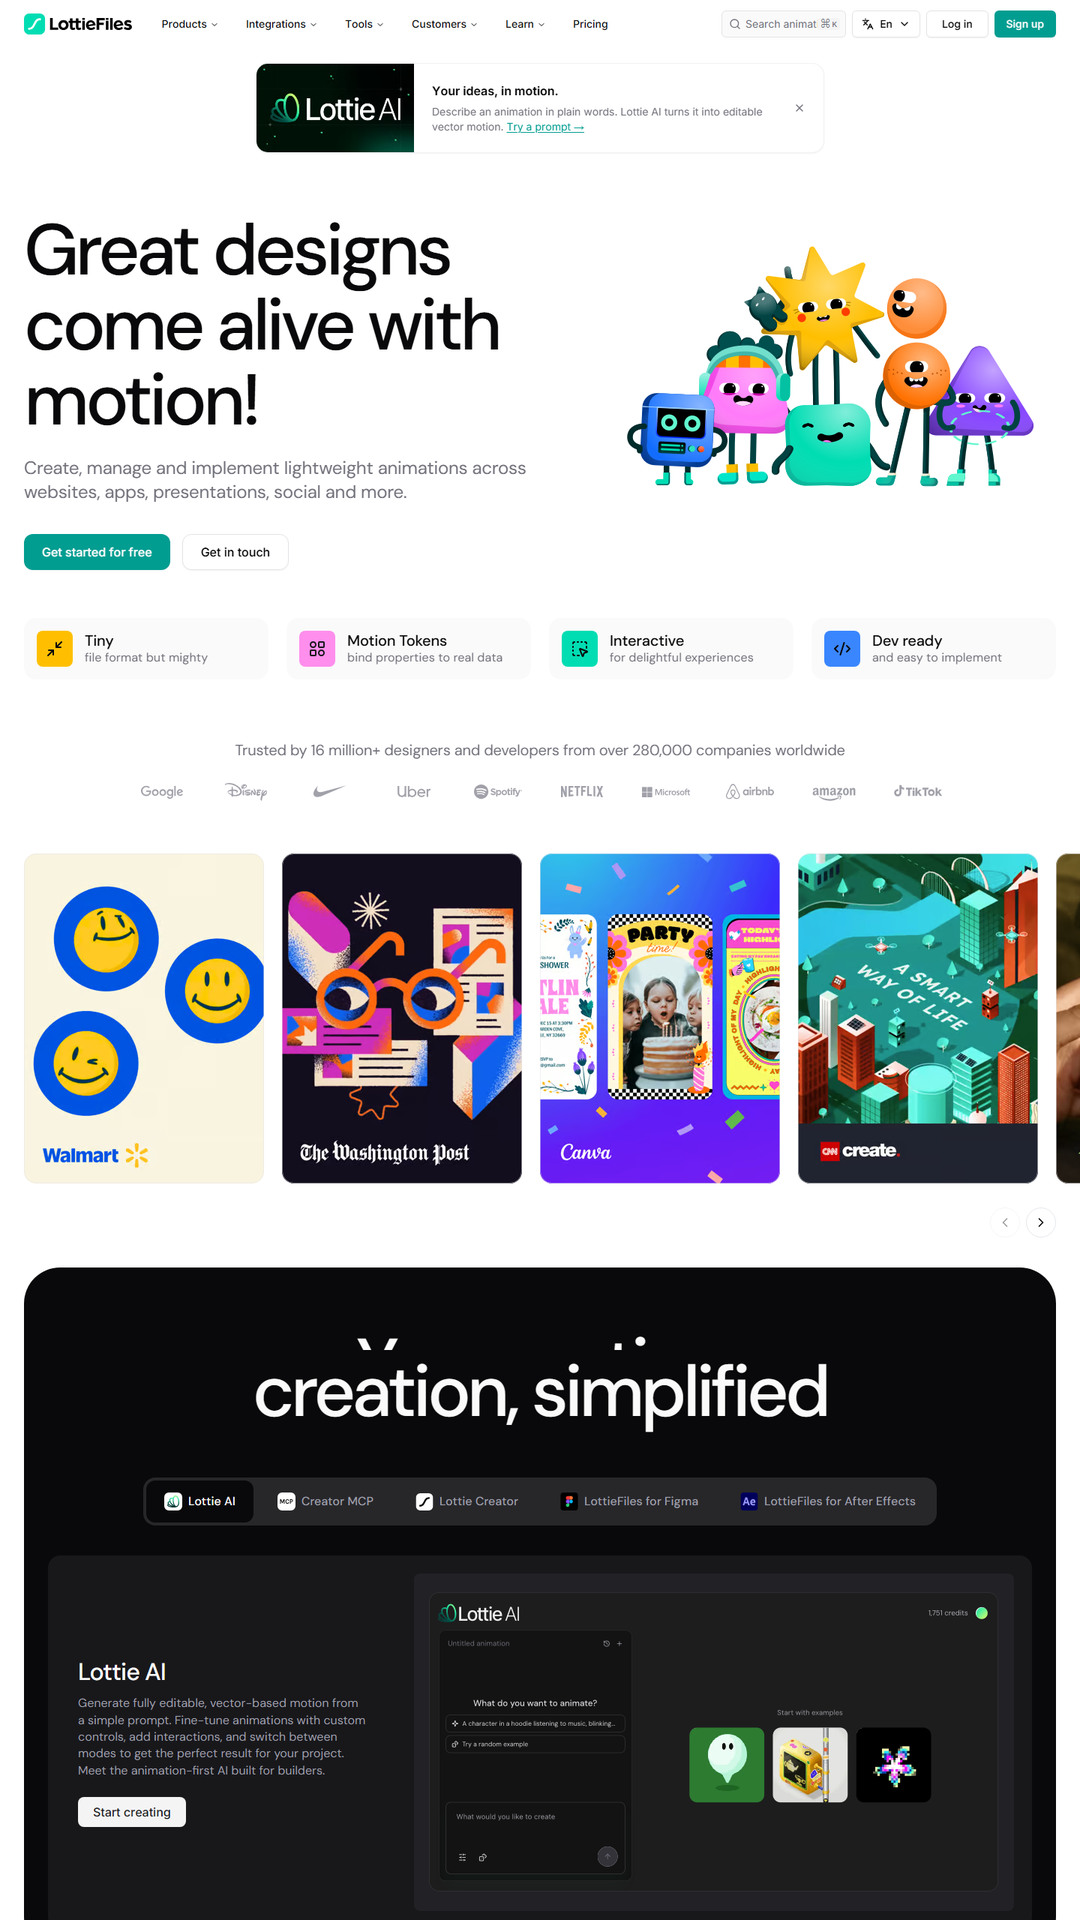 LottieFiles
Products
Integrations
Tools
Customers
Learn
Pricing
Search animat ⌘K
En
Log in
Sign up
Lottie AI
Your ideas, in motion.
Describe an animation in plain words. Lottie AI turns it into editable
vector motion. Try a prompt →
Great designs
come alive with
motion!
Create, manage and implement lightweight animations across
websites, apps, presentations, social and more.
Get started for free
Get in touch
Tiny
file format but mighty
Motion Tokens
bind properties to real data
Interactive
for delightful experiences
Dev ready
and easy to implement
Trusted by 16 million+ designers and developers from over 280,000 companies worldwide
Google
Disney
Uber
Spotify
NETFLIX
Microsoft
airbnb
amazon
TikTok
Walmart
The Washington Post
SHOWER
PARTY
time!
TODAY'S
HIGHLIGHT OF MY DAY
Canva
A SMART
WAY OF LIFE
CNN create.
creation, simplified
Lottie AI
MCP Creator MCP
Lottie Creator
LottieFiles for Figma
Ae LottieFiles for After Effects
Lottie AI
Generate fully editable, vector-based motion from
a simple prompt. Fine-tune animations with custom
controls, add interactions, and switch between
modes to get the perfect result for your project.
Meet the animation-first AI built for builders.
Start creating
Lottie AI
1,751 credits
Untitled animation
What do you want to animate?
A character in a hoodie listening to music, blinking...
Try a random example
What would you like to create
Start with examples